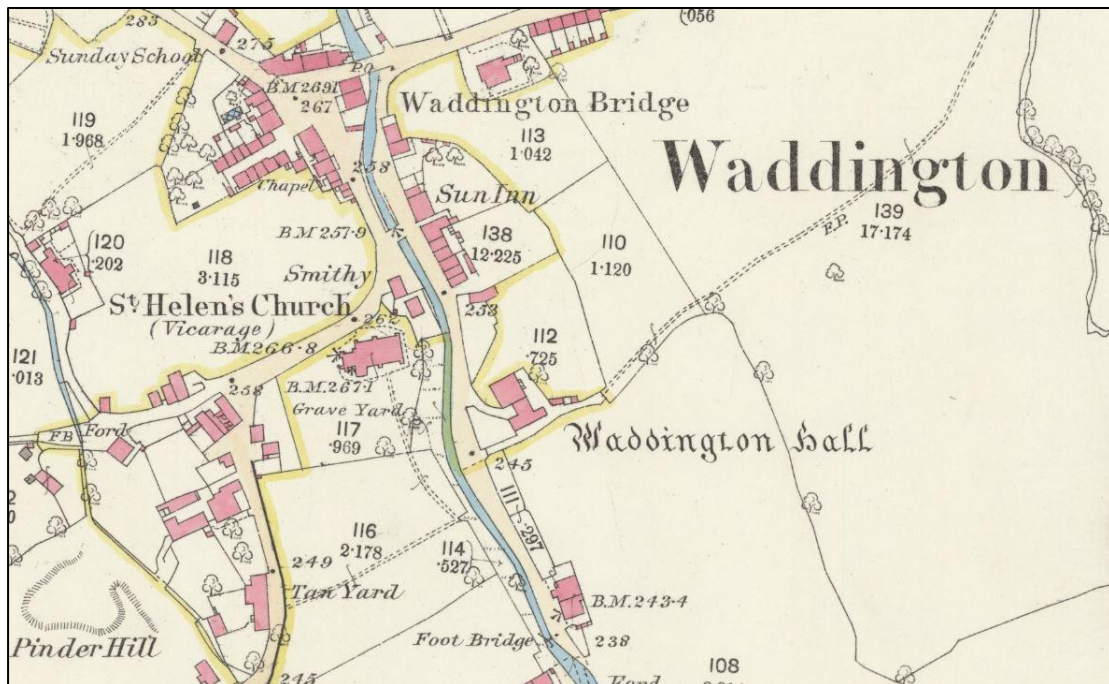 283
Sunday School
275
P.O.
·056
B.M 269·1
267
Waddington Bridge
119
1·968
113
1·042
Waddington
Chapel
258
Sun Inn
F.P.
139
17·174
B.M 257·9
120
·202
118
3·115
138
12·225
110
1·120
Smithy
St Helen's Church
(Vicarage)
262
253
B.M 266·8
112
·725
121
·013
258
B.M. 267·1
Grave Yard
F B
Ford
P.H.
117
·969
Waddington Hall
245
111
·297
116
2·178
114
·527
249
Tan Yard
B.M. 243·4
Pinder Hill
Foot Bridge
238
108
245
Ford